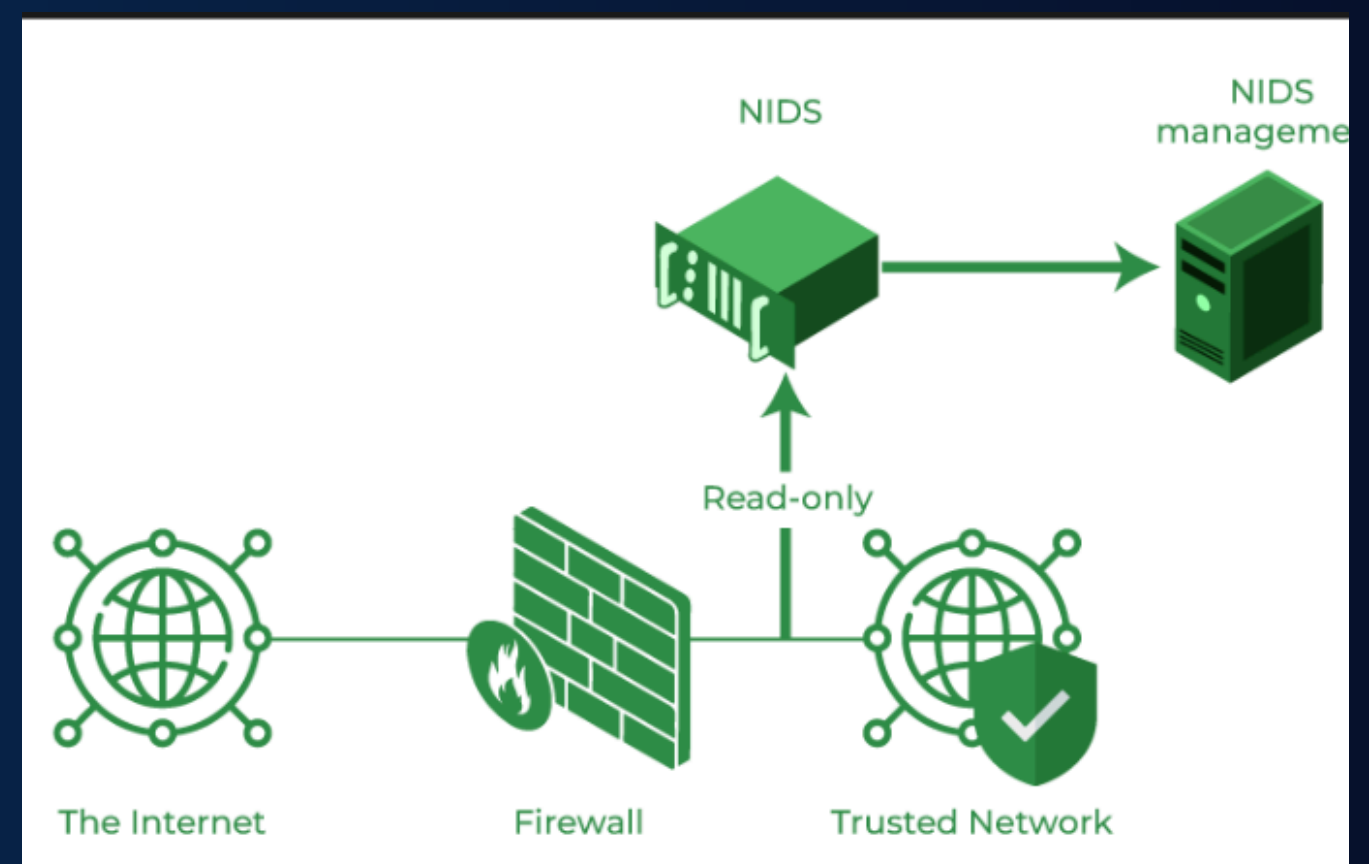 NIDS
NIDS
manageme
Read-only
The Internet
Firewall
Trusted Network